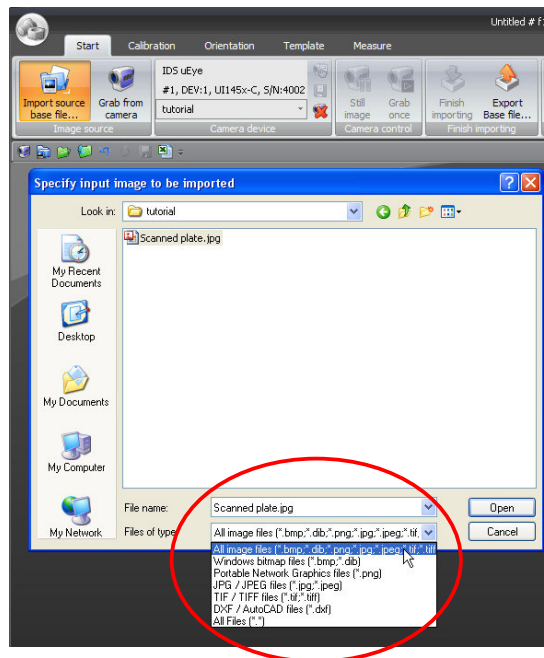 Untitled # f
Start Calibration Orientation Template Measure
Import source base file...
Grab from camera
IDS uEye
#1, DEV:1, UI145x-C, S/N:4002
tutorial
Still image
Grab once
Finish importing
Export Base file...
Image source
Camera device
Camera control
Finish importing
Specify input image to be imported
Look in: tutorial
Scanned plate.jpg
My Recent Documents
Desktop
My Documents
My Computer
My Network
File name: Scanned plate.jpg
Open
Files of type: All image files (*.bmp;*.dib;*.png;*.jpg;*.jpeg;*.tif,
Cancel
All image files (*.bmp;*.dib;*.png;*.jpg;*.jpeg;*.tif;*.tiff
Windows bitmap files (*.bmp;*.dib)
Portable Network Graphics files (*.png)
JPG / JPEG files (*.jpg;*.jpeg)
TIF / TIFF files (*.tif;*.tiff)
DXF / AutoCAD files (*.dxf)
All Files (*.*)